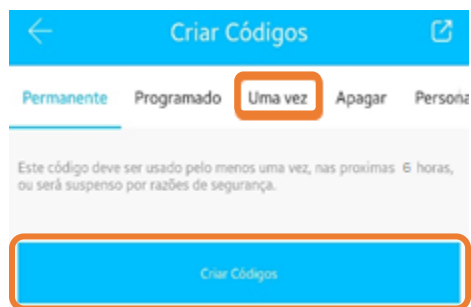 Criar Códigos
Permanente Programado Uma vez Apagar Persona
Este código deve ser usado pelo menos uma vez, nas proximas 6 horas,
ou será suspenso por razões de segurança.
Criar Códigos